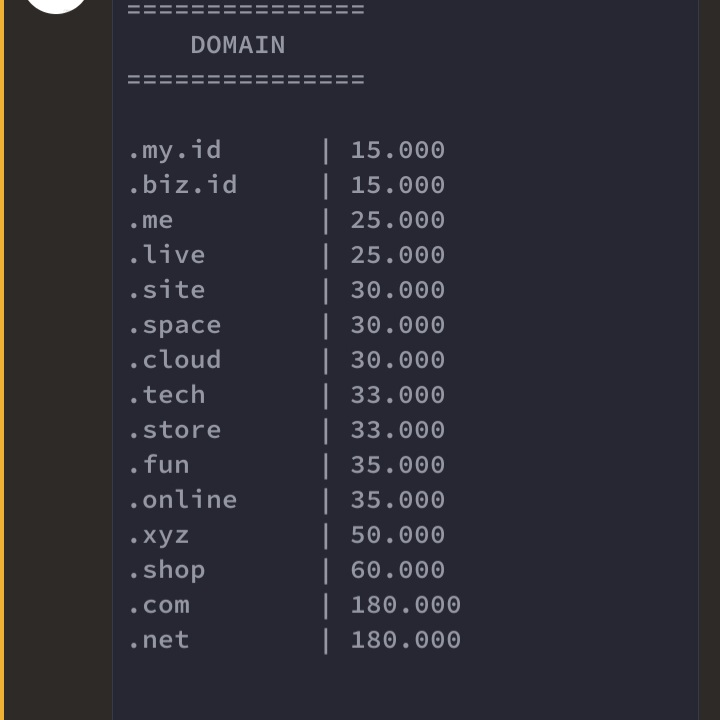 ===============
DOMAIN
===============
.my.id | 15.000
.biz.id | 15.000
.me | 25.000
.live | 25.000
.site | 30.000
.space | 30.000
.cloud | 30.000
.tech | 33.000
.store | 33.000
.fun | 35.000
.online | 35.000
.xyz | 50.000
.shop | 60.000
.com | 180.000
.net | 180.000